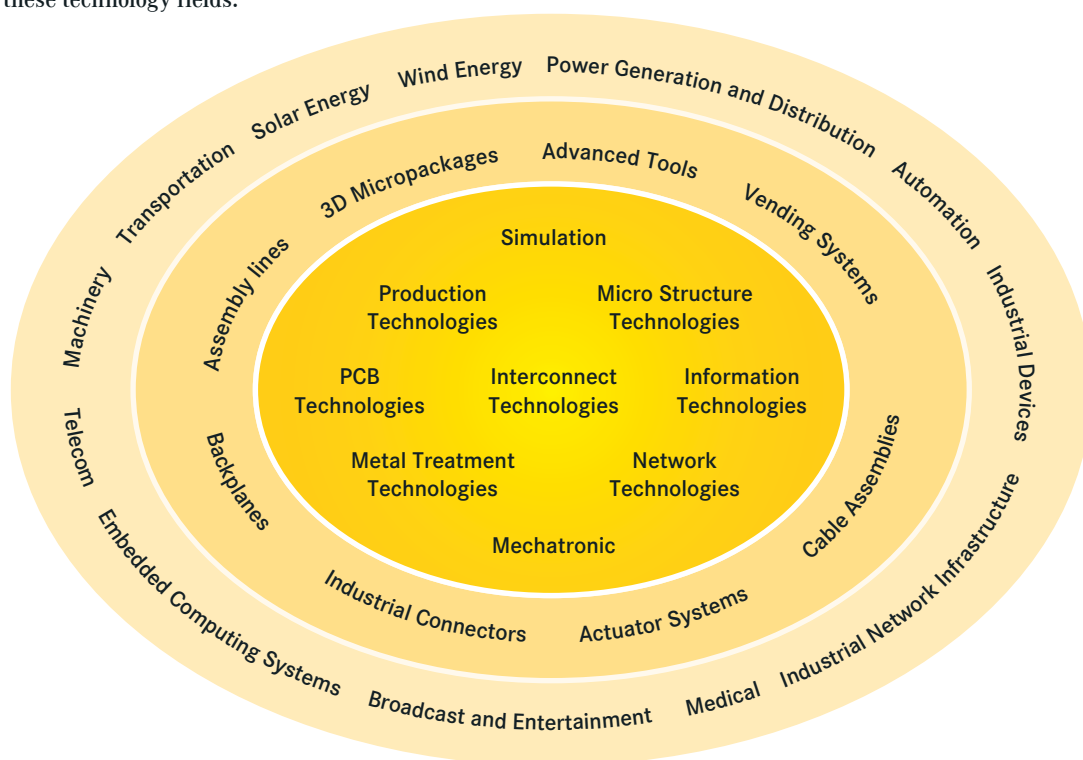 these technology fields.
Wind Energy
Power Generation and Distribution
Solar Energy
Automation
Transportation
Industrial Devices
Machinery
Telecom
Industrial Network Infrastructure
Embedded Computing Systems
Medical
Broadcast and Entertainment
3D Micropackages
Advanced Tools
Vending Systems
Assembly lines
Backplanes
Cable Assemblies
Industrial Connectors
Actuator Systems
Simulation
Production
Technologies
Micro Structure
Technologies
PCB
Technologies
Interconnect
Technologies
Information
Technologies
Metal Treatment
Technologies
Network
Technologies
Mechatronic